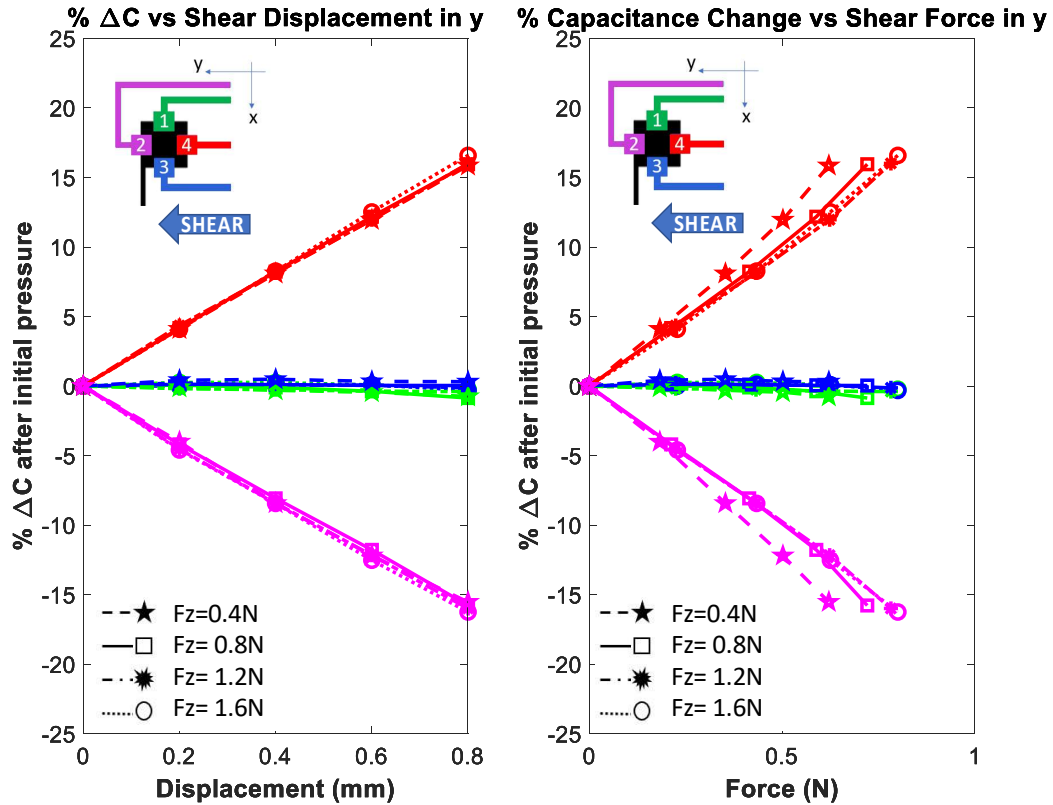 % ΔC vs Shear Displacement in y
% ΔC after initial pressure
25
20
15
10
5
0
-5
-10
-15
-20
-25
y
x
1
2
4
3
SHEAR
Fz=0.4N
Fz= 0.8N
Fz= 1.2N
Fz= 1.6N
0
0.2
0.4
0.6
0.8
Displacement (mm)
% Capacitance Change vs Shear Force in y
% ΔC after initial pressure
25
20
15
10
5
0
-5
-10
-15
-20
-25
y
x
1
2
4
3
SHEAR
Fz=0.4N
Fz= 0.8N
Fz= 1.2N
Fz= 1.6N
0
0.5
1
Force (N)